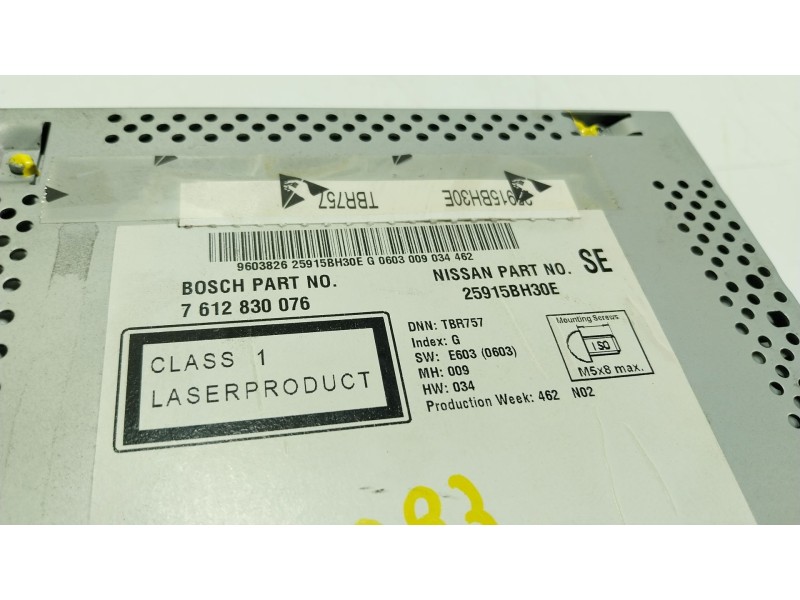 TBR757
25915BH30E
9603826 25915BH30E G 0603 009 034 462
BOSCH PART NO.
7 612 830 076
NISSAN PART NO.
25915BH30E
SE
CLASS 1
LASERPRODUCT
DNN: TBR757
Index: G
SW: E603 (0603)
MH: 009
HW: 034
Production Week: 462 N02
Mounting Screws
ISO
M5x8 max.